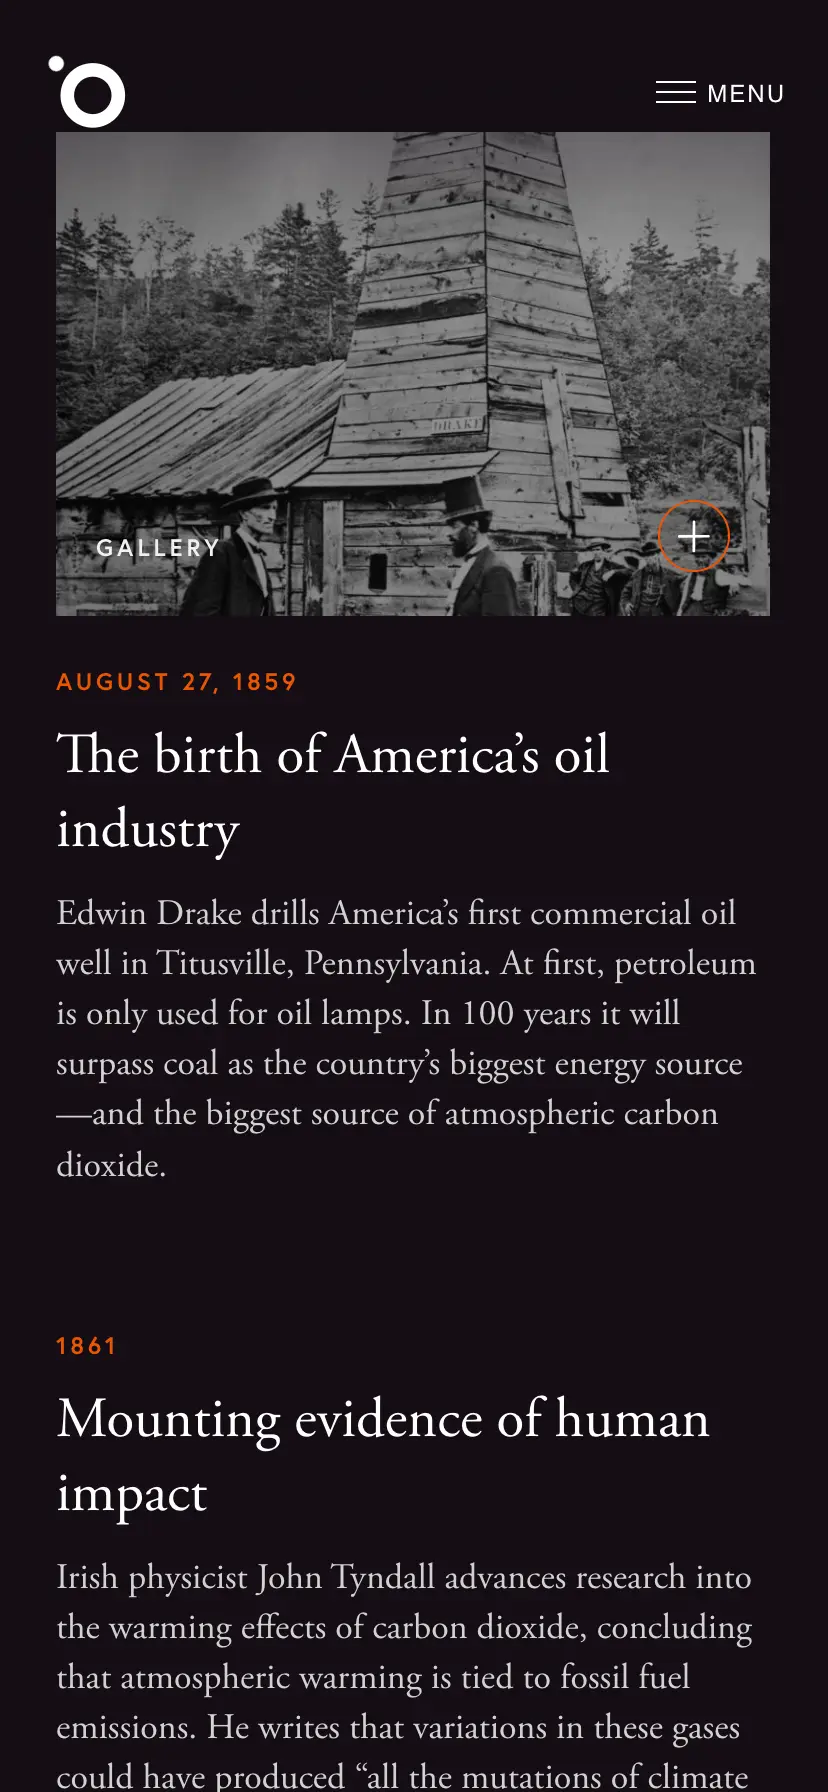 MENU
DRAKE
GALLERY
AUGUST 27, 1859
The birth of America’s oil
industry
Edwin Drake drills America’s first commercial oil
well in Titusville, Pennsylvania. At first, petroleum
is only used for oil lamps. In 100 years it will
surpass coal as the country’s biggest energy source
—and the biggest source of atmospheric carbon
dioxide.
1861
Mounting evidence of human
impact
Irish physicist John Tyndall advances research into
the warming effects of carbon dioxide, concluding
that atmospheric warming is tied to fossil fuel
emissions. He writes that variations in these gases
could have produced “all the mutations of climate